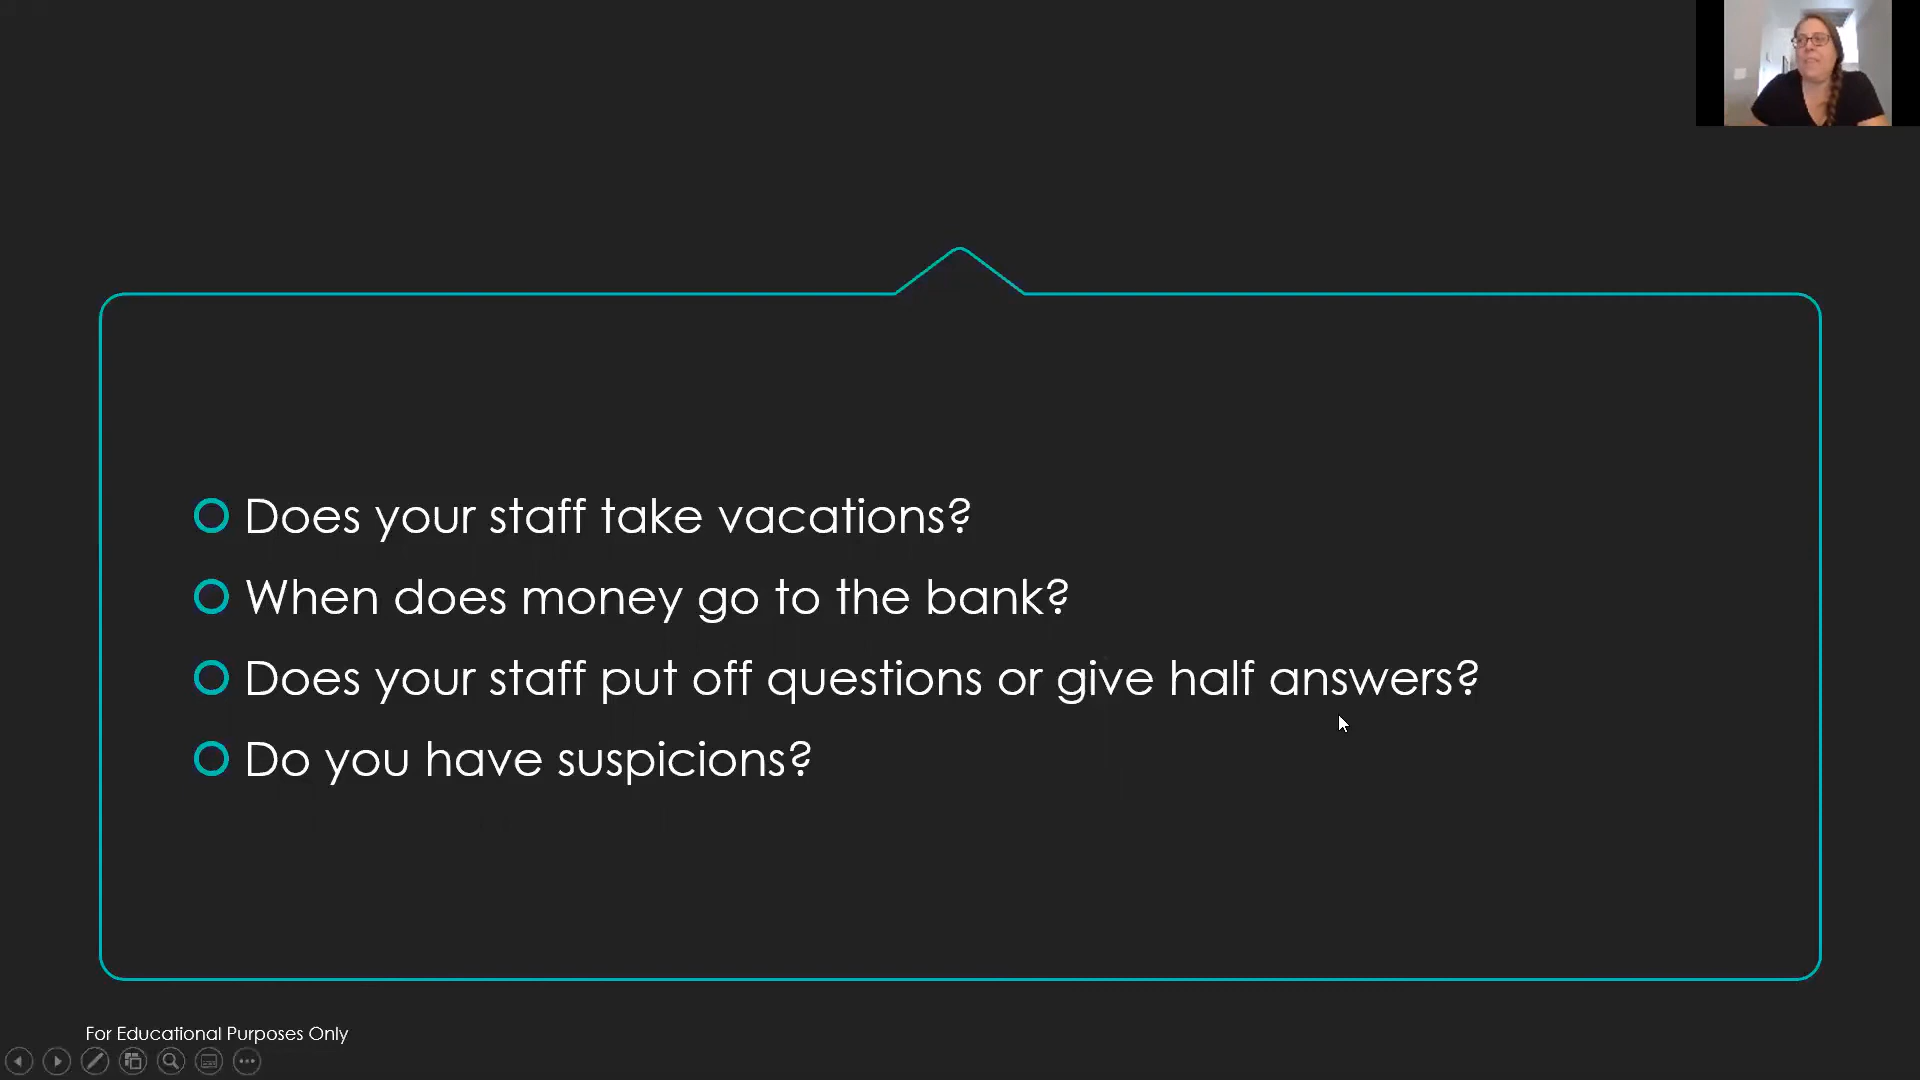 Does your staff take vacations?
When does money go to the bank?
Does your staff put off questions or give half answers?
Do you have suspicions?
For Educational Purposes Only